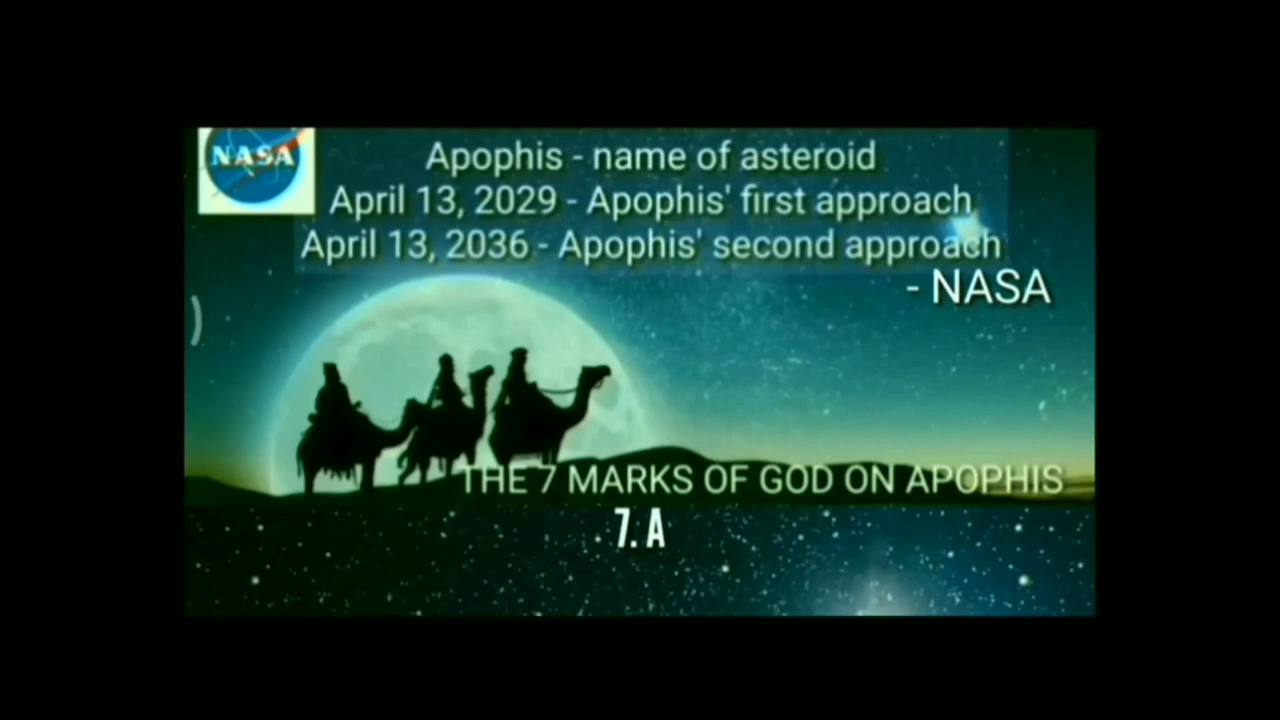 NASA
Apophis - name of asteroid
April 13, 2029 - Apophis' first approach
April 13, 2036 - Apophis' second approach
- NASA
THE 7 MARKS OF GOD ON APOPHIS
7. A